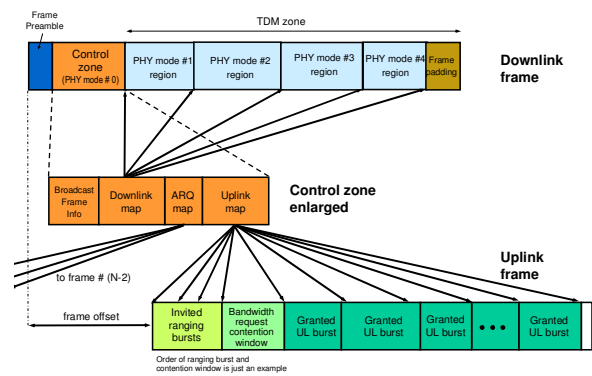 Frame
Preamble
TDM zone
Control
zone
(PHY mode # 0)
PHY mode #1
region
PHY mode #2
region
PHY mode #3
region
PHY mode #4
region
Frame
padding
Downlink
frame
Broadcast
Frame
Info
Downlink
map
ARQ
map
Uplink
map
Control zone
enlarged
Uplink
frame
to frame # (N-2)
frame offset
Invited
ranging
bursts
Bandwidth
request
contention
window
Granted
UL burst
Granted
UL burst
Granted
UL burst
• • •
Granted
UL burst
Order of ranging burst and
contention window is just an example